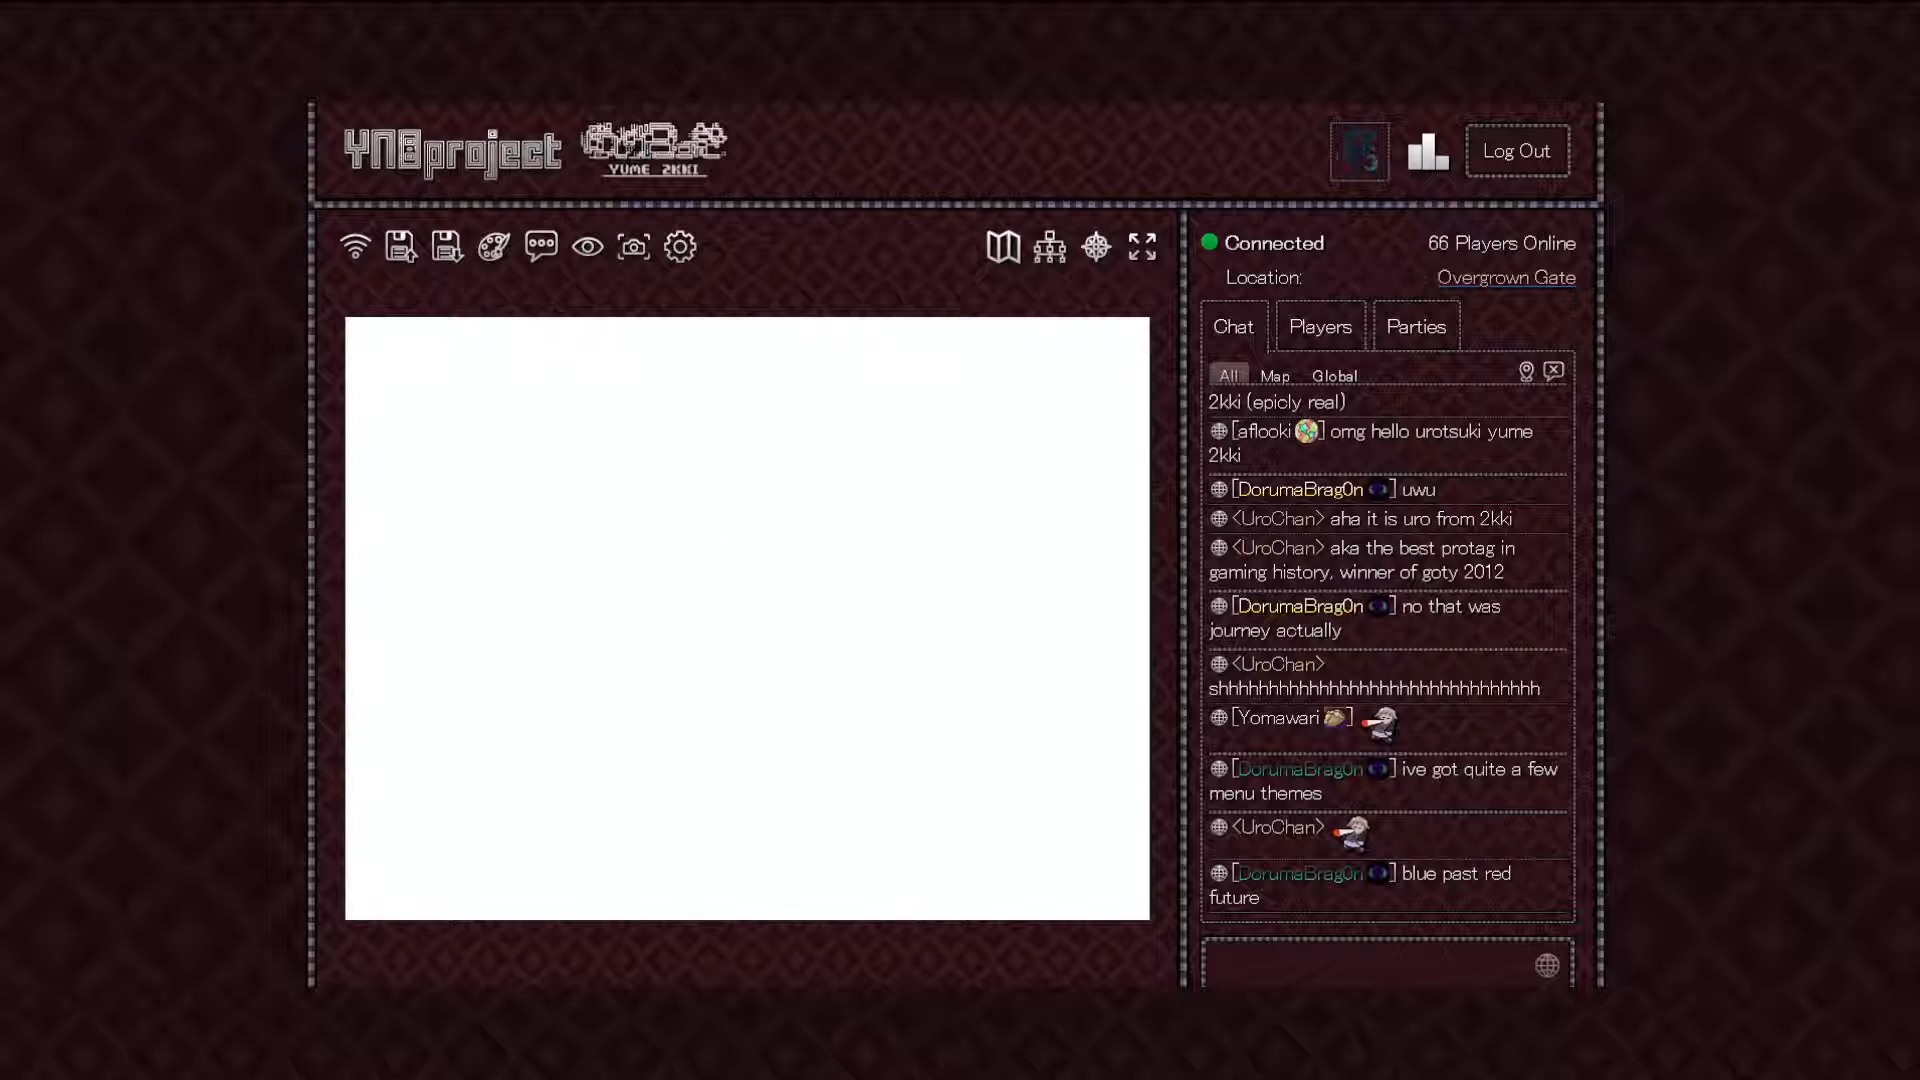 YNOproject
YUME 2KKI
Log Out
Connected
66 Players Online
Location:
Overgrown Gate
Chat
Players
Parties
All
Map
Global
2kki (epicly real)
[aflooki ] omg hello urotsuki yume
2kki
[DorumaBrag0n ] uwu
<UroChan> aha it is uro from 2kki
<UroChan> aka the best protag in
gaming history, winner of goty 2012
[DorumaBrag0n ] no that was
journey actually
<UroChan>
shhhhhhhhhhhhhhhhhhhhhhhhhhhhhhhh
[Yomawari ]
[DorumaBrag0n ] ive got quite a few
menu themes
<UroChan>
[DorumaBrag0n ] blue past red
future